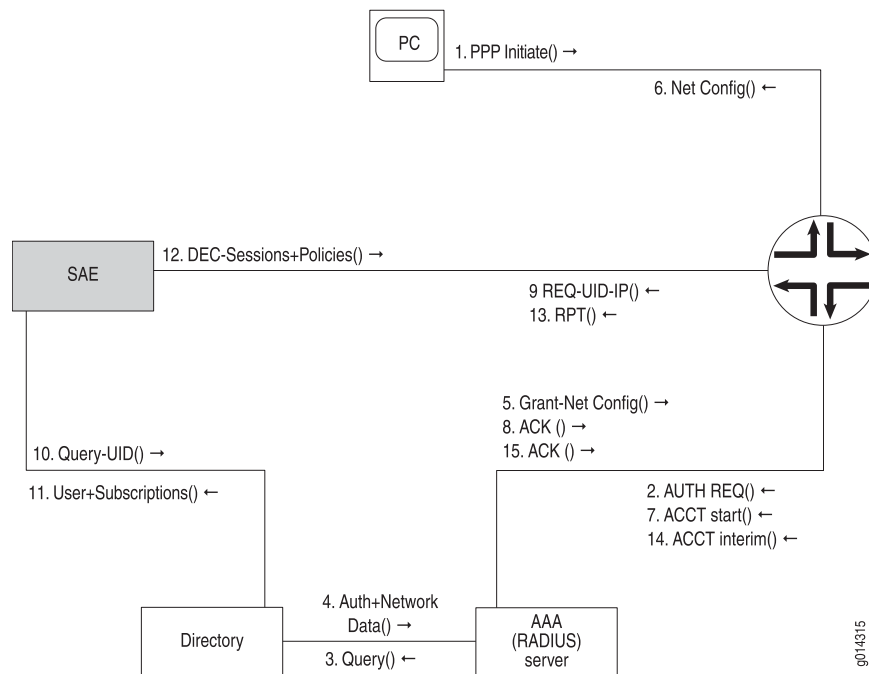 PC
1. PPP Initiate() →
6. Net Config() ←
SAE
12. DEC-Sessions+Policies() →
9 REQ-UID-IP() ←
13. RPT() ←
5. Grant-Net Config() →
8. ACK () →
15. ACK () →
10. Query-UID() →
11. User+Subscriptions() ←
2. AUTH REQ() ←
7. ACCT start() ←
14. ACCT interim() ←
4. Auth+Network
Data() →
3. Query() ←
Directory
AAA
(RADIUS)
server
g014315